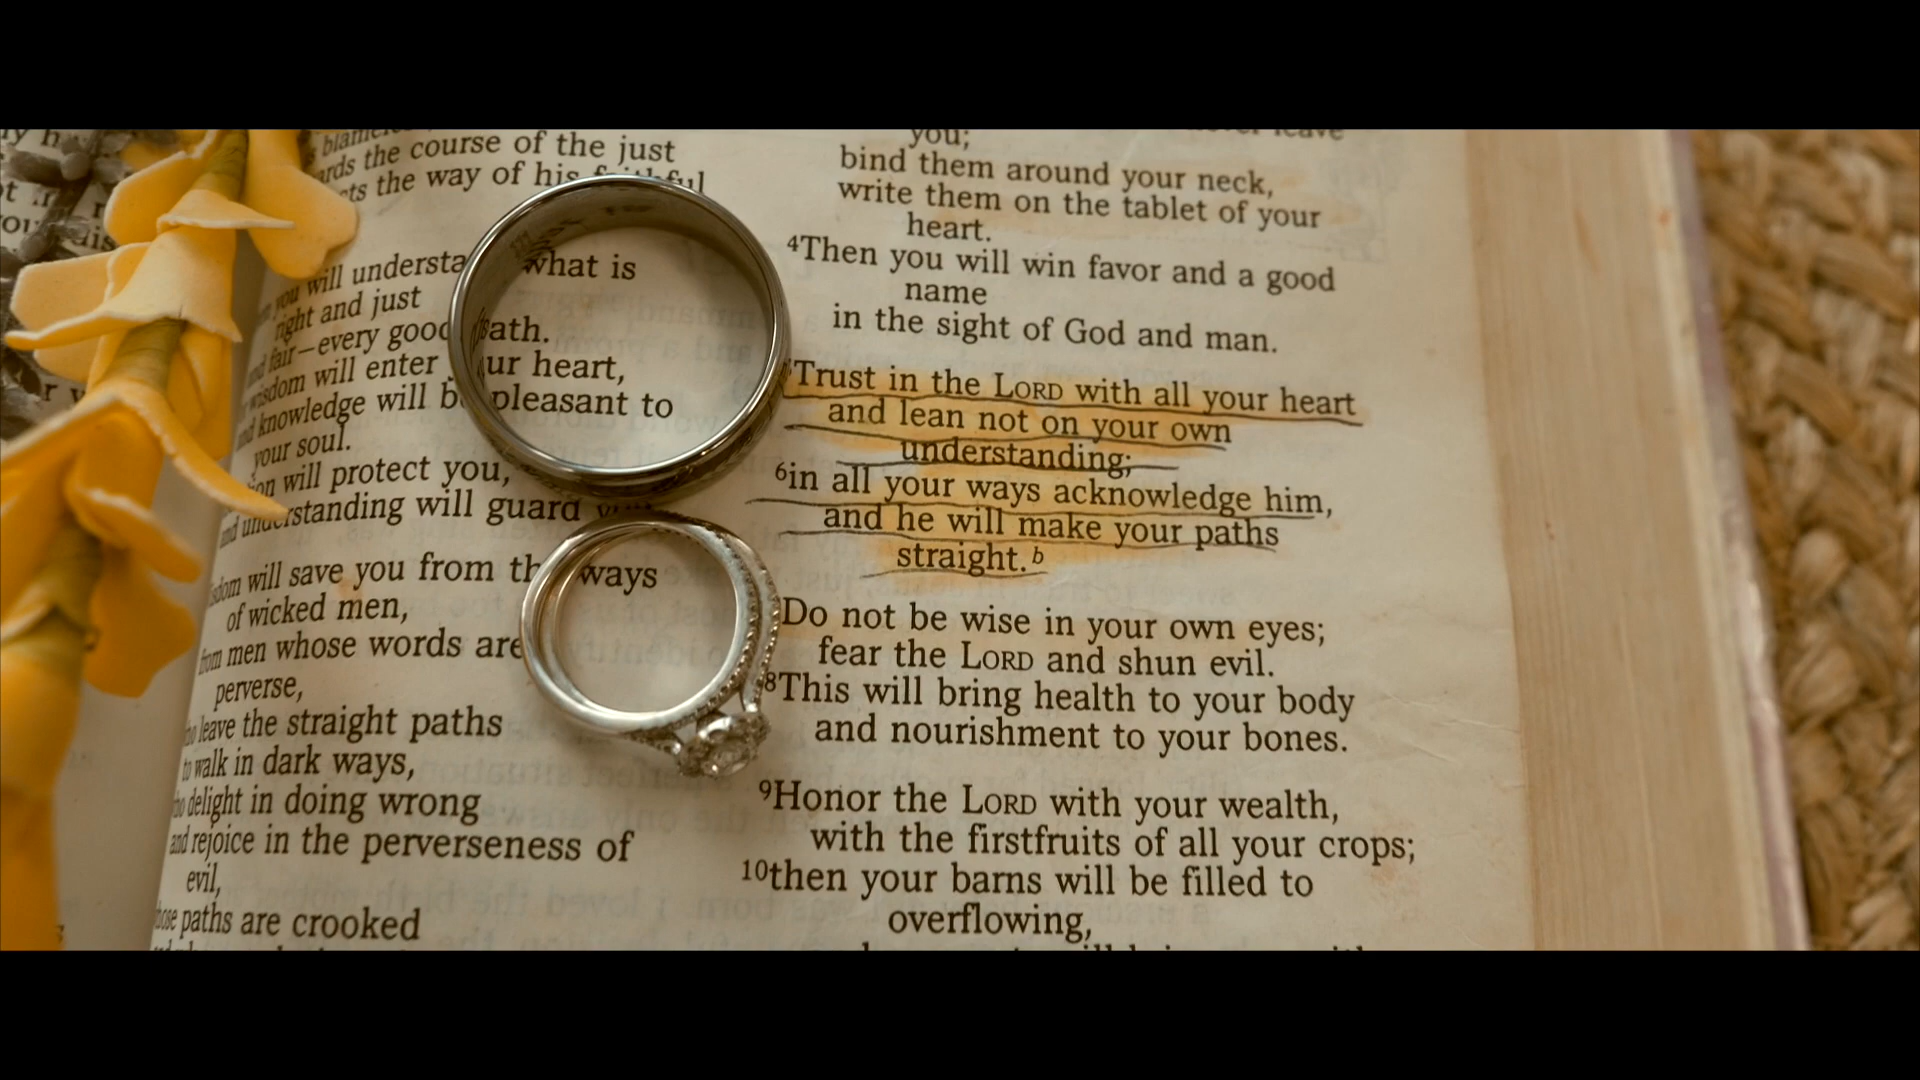 ards the course of the just
the way of his
will understa what is
right and just
fair—every good path.
wisdom will enter ur heart,
knowledge will be pleasant to
your soul.
will protect you,
understanding will guard
will save you from th ways
of wicked men,
from men whose words are
perverse,
leave the straight paths
to walk in dark ways,
delight in doing wrong
and rejoice in the perverseness of
evil,
paths are crooked
leave
you;
bind them around your neck,
write them on the tablet of your
heart.
4Then you will win favor and a good
name
in the sight of God and man.
Trust in the LORD with all your heart
and lean not on your own
understanding;
6in all your ways acknowledge him,
and he will make your paths
straight.b
Do not be wise in your own eyes;
fear the LORD and shun evil.
8This will bring health to your body
and nourishment to your bones.
9Honor the LORD with your wealth,
with the firstfruits of all your crops;
10then your barns will be filled to
overflowing,